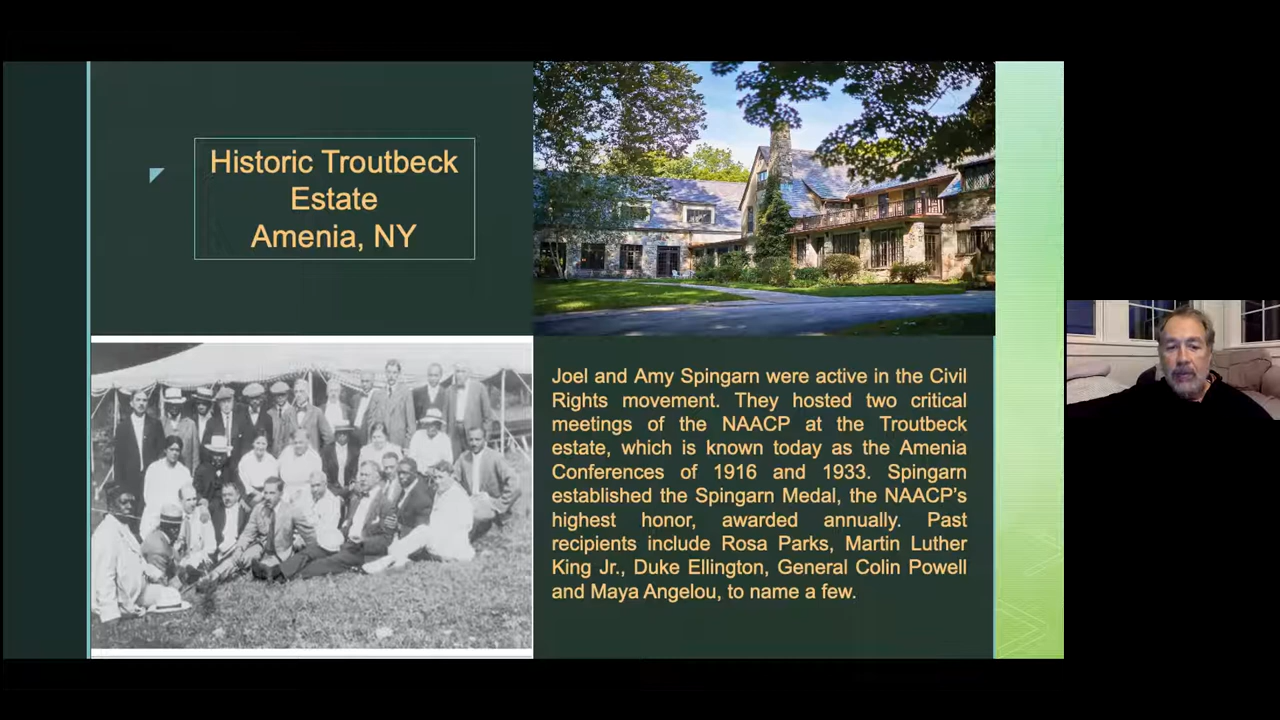 Historic Troutbeck
Estate
Amenia, NY
Joel and Amy Spingarn were active in the Civil
Rights movement. They hosted two critical
meetings of the NAACP at the Troutbeck
estate, which is known today as the Amenia
Conferences of 1916 and 1933. Spingarn
established the Spingarn Medal, the NAACP’s
highest honor, awarded annually. Past
recipients include Rosa Parks, Martin Luther
King Jr., Duke Ellington, General Colin Powell
and Maya Angelou, to name a few.